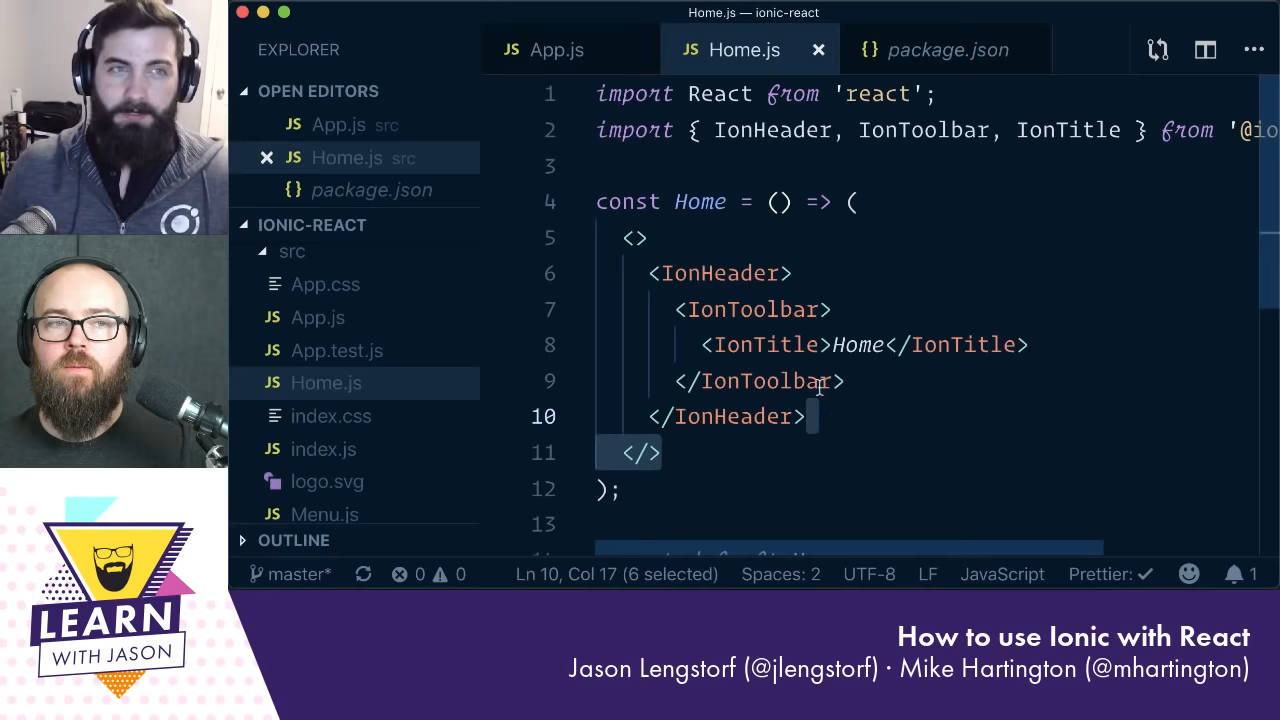 Home.js — ionic-react
EXPLORER
OPEN EDITORS
JS App.js src
JS Home.js src
{} package.json
IONIC-REACT
src
App.css
JS App.js
JS App.test.js
JS Home.js
index.css
JS index.js
logo.svg
JS Menu.js
OUTLINE
JS App.js
JS Home.js
{} package.json
1 import React from 'react';
2 import { IonHeader, IonToolbar, IonTitle } from '@io
3
4 const Home = () => (
5 <>
6 <IonHeader>
7 <IonToolbar>
8 <IonTitle>Home</IonTitle>
9 </IonToolbar>
10 </IonHeader>
11 </>
12 );
13
master* 0 0 Ln 10, Col 17 (6 selected) Spaces: 2 UTF-8 LF JavaScript Prettier: 1
LEARN
WITH JASON
How to use Ionic with React
Jason Lengstorf (@jlengstorf) · Mike Hartington (@mhartington)